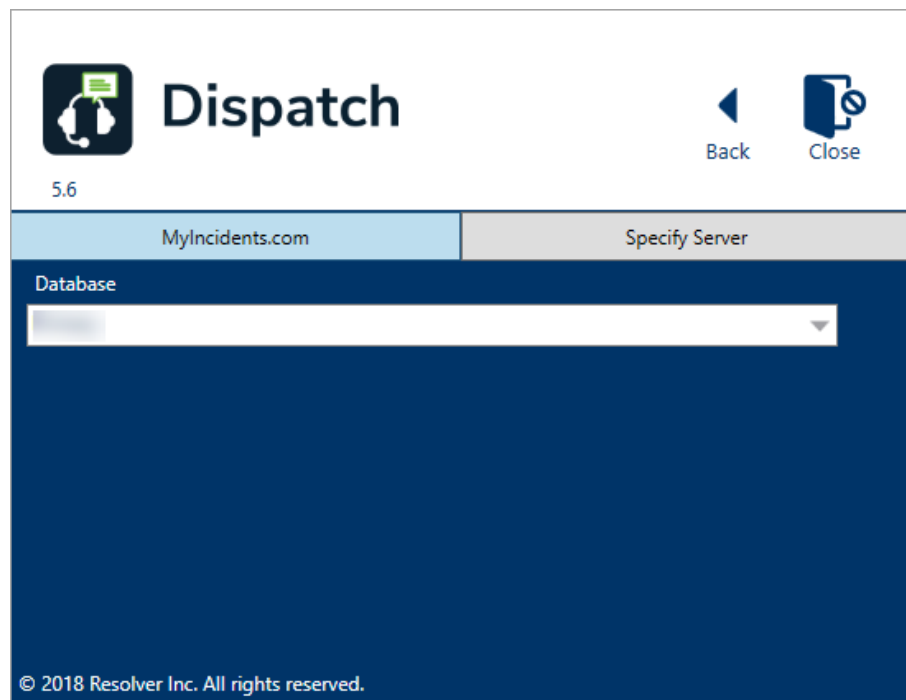 Dispatch
Back
Close
5.6
MyIncidents.com
Specify Server
Database
© 2018 Resolver Inc. All rights reserved.